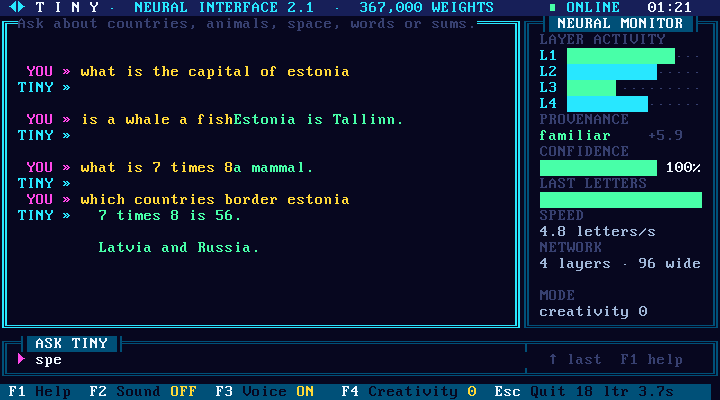 T I N Y · NEURAL INTERFACE 2.1 · 367,000 WEIGHTS ONLINE 01:21
Ask about countries, animals, space, words or sums.
YOU » what is the capital of estonia
TINY »
YOU » is a whale a fishEstonia is Tallinn.
TINY »
YOU » what is 7 times 8a mammal.
TINY »
YOU » which countries border estonia
TINY » 7 times 8 is 56.
Latvia and Russia.
NEURAL MONITOR
LAYER ACTIVITY
L1
L2
L3
L4
PROVENANCE
familiar +5.9
CONFIDENCE
100%
LAST LETTERS
SPEED
4.8 letters/s
NETWORK
4 layers · 96 wide
MODE
creativity 0
ASK TINY
spe
↑ last F1 help
F1 Help F2 Sound OFF F3 Voice ON F4 Creativity 0 Esc Quit 18 ltr 3.7s